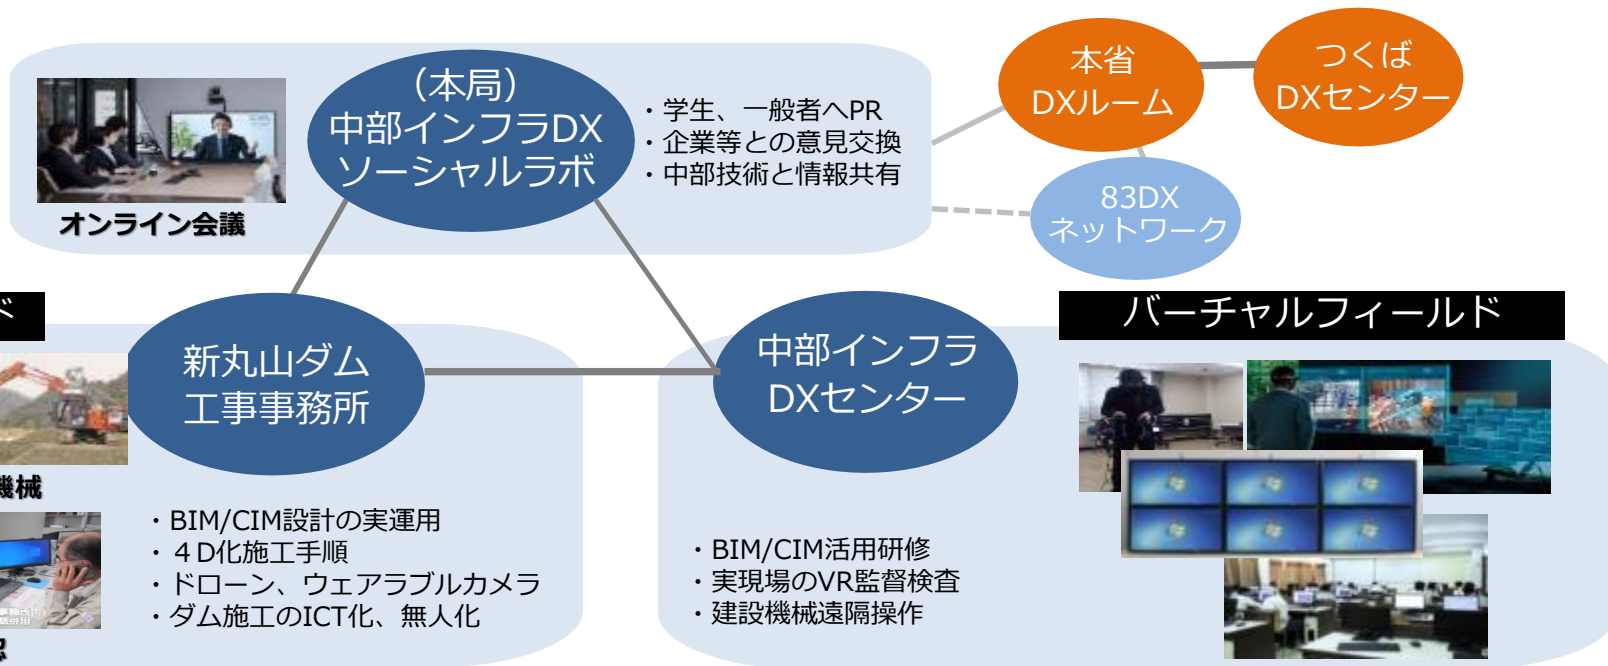 (本局)
中部インフラDX
ソーシャルラボ
・学生、一般者へPR
・企業等との意見交換
・中部技術と情報共有
オンライン会議
本省
DXルーム
つくば
DXセンター
83DX
ネットワーク
ド
機械
新丸山ダム
工事事務所
・BIM/CIM設計の実運用
・４D化施工手順
・ドローン、ウェアラブルカメラ
・ダム施工のICT化、無人化
中部インフラ
DXセンター
・BIM/CIM活用研修
・実現場のVR監督検査
・建設機械遠隔操作
バーチャルフィールド